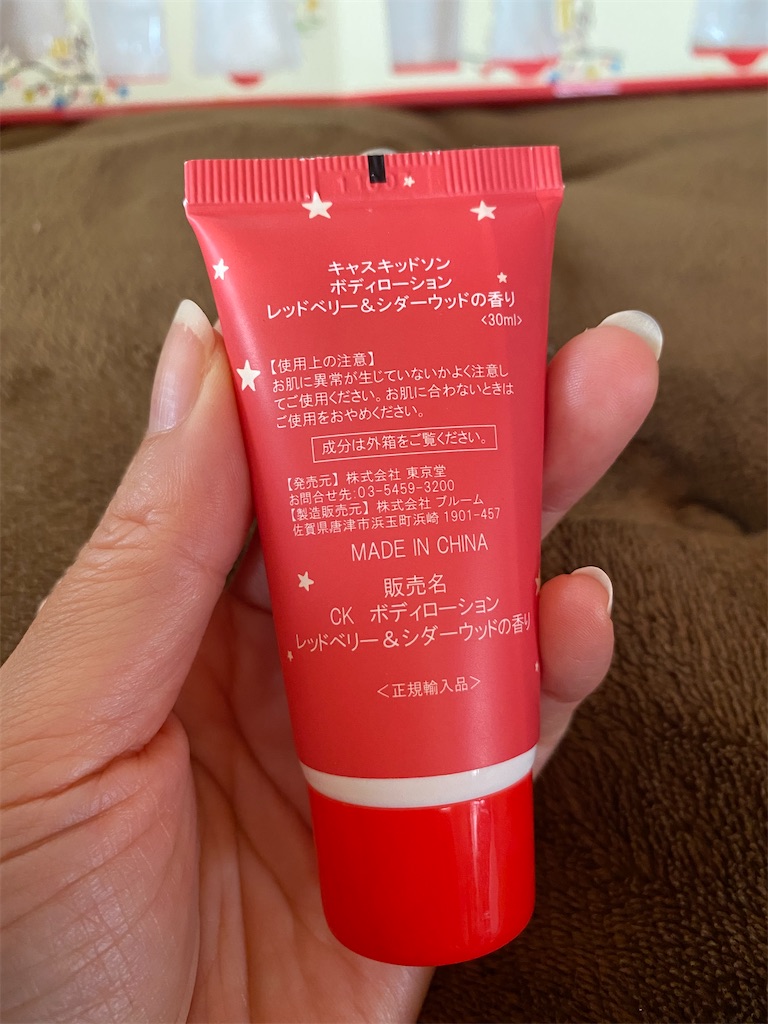 キャスキッドソン
ボディローション
レッドベリー＆シダーウッドの香り
<30ml>
【使用上の注意】
お肌に異常が生じていないかよく注意し
てご使用ください。お肌に合わないときは
ご使用をおやめください。
成分は外箱をご覧ください。
【発売元】株式会社 東京堂
お問合せ先:03-5459-3200
【製造販売元】株式会社 ブルーム
佐賀県唐津市浜玉町浜崎 1901-457
MADE IN CHINA
販売名
CK ボディローション
レッドベリー＆シダーウッドの香り
＜正規輸入品＞